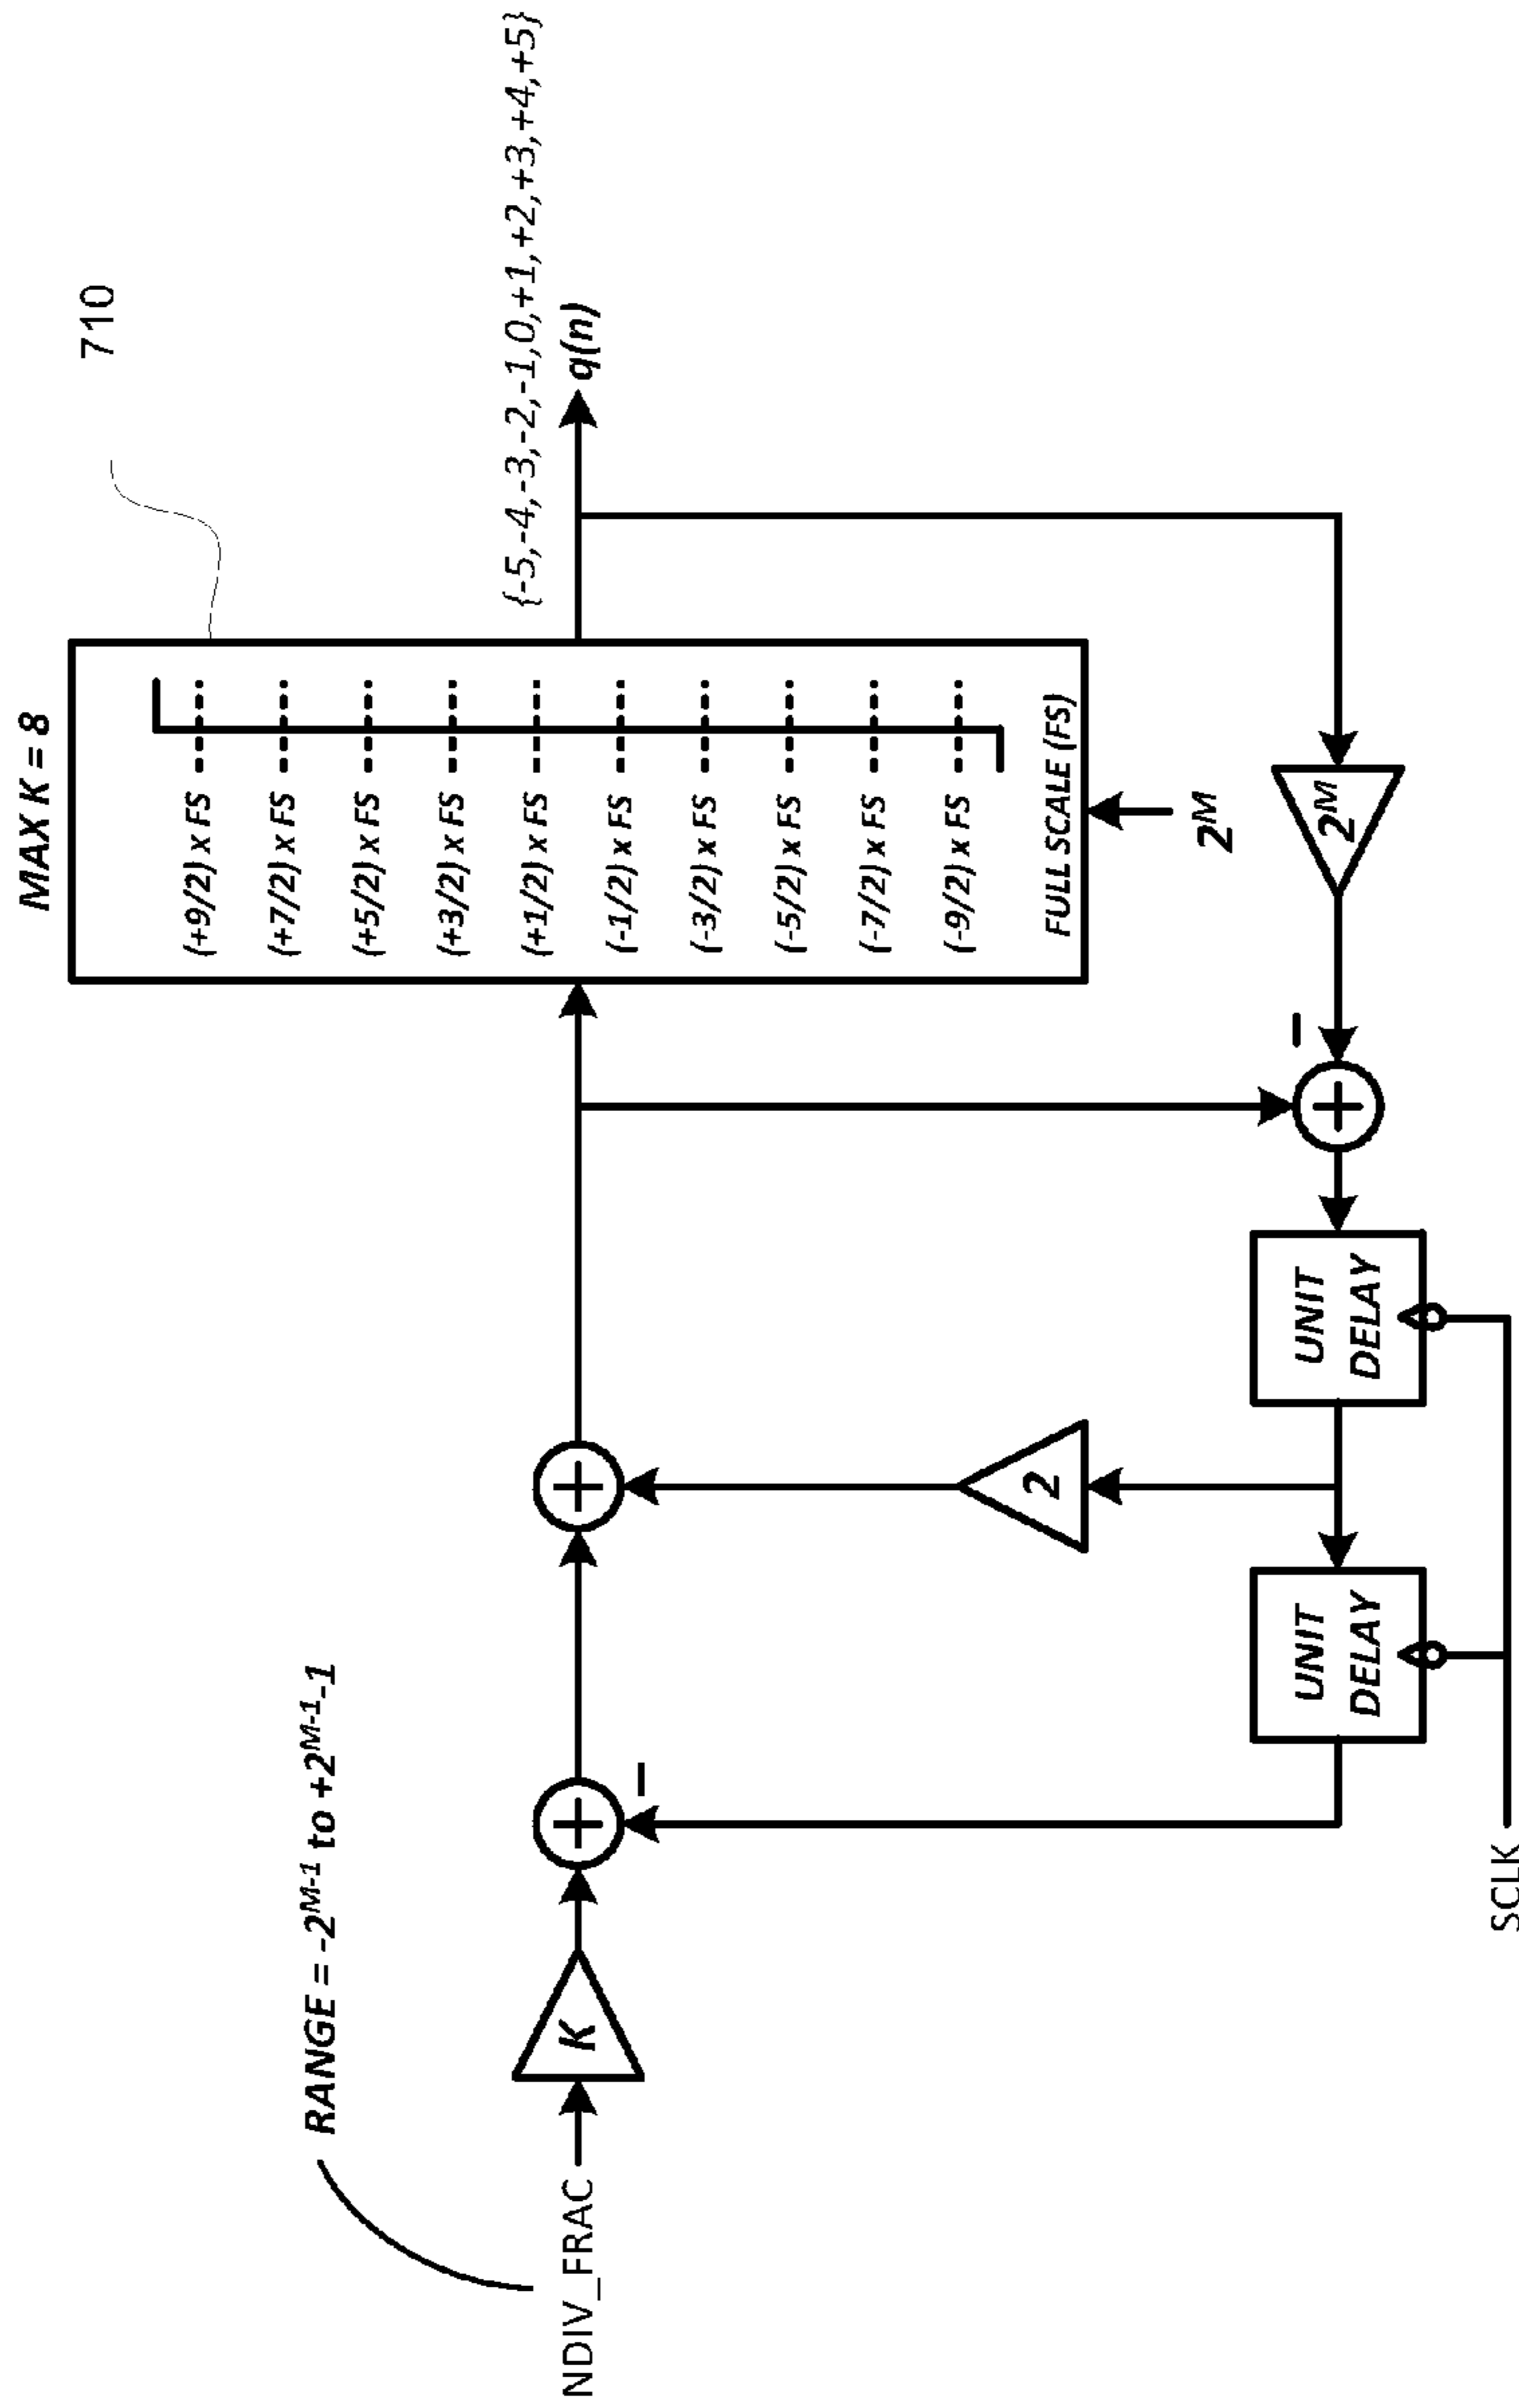 MAX K = 8
710
(+9/2) x FS
(+7/2) x FS
(+5/2) x FS
(+3/2) x FS
(+1/2) x FS
(-1/2) x FS
(-3/2) x FS
(-5/2) x FS
(-7/2) x FS
(-9/2) x FS
FULL SCALE (FS)
2^M
{-5,-4,-3,-2,-1,0,+1,+2,+3,+4,+5}
q(n)
RANGE = -2^M-1 to +2^M-1-1
NDIV_FRAC
K
+
−
+
2
+
−
2^M
UNIT
DELAY
UNIT
DELAY
SCLK